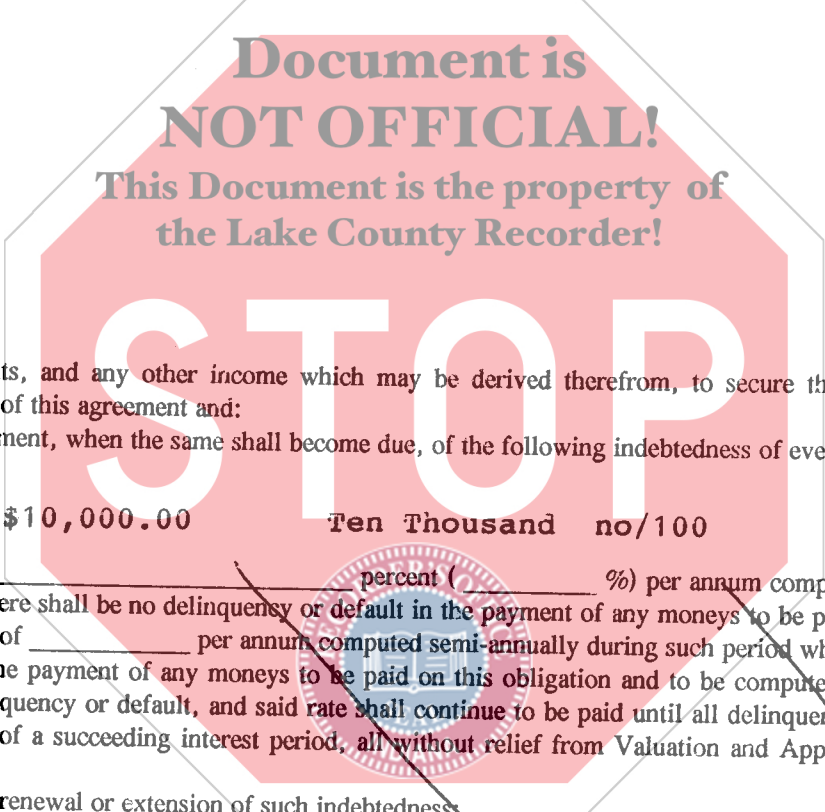 Document is
NOT OFFICIAL!
This Document is the property of
the Lake County Recorder!
STOP
ts, and any other income which may be derived therefrom, to secure th
of this agreement and:
ment, when the same shall become due, of the following indebtedness of eve
$10,000.00 Ten Thousand no/100
percent ( %) per annum comp
ere shall be no delinquency or default in the payment of any moneys to be p
of per annum computed semi-annually during such period wh
e payment of any moneys to be paid on this obligation and to be compute
quency or default, and said rate shall continue to be paid until all delinquen
of a succeeding interest period, all without relief from Valuation and App
renewal or extension of such indebtedness;